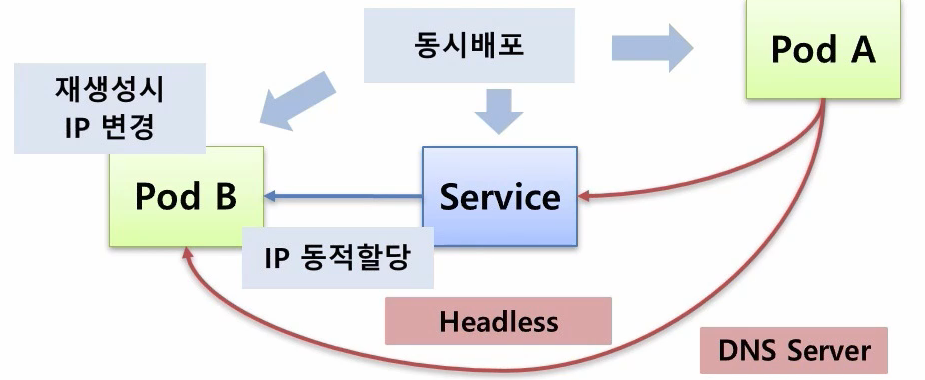 동시배포
Pod A
재생성시
IP 변경
Pod B
Service
IP 동적할당
Headless
DNS Server